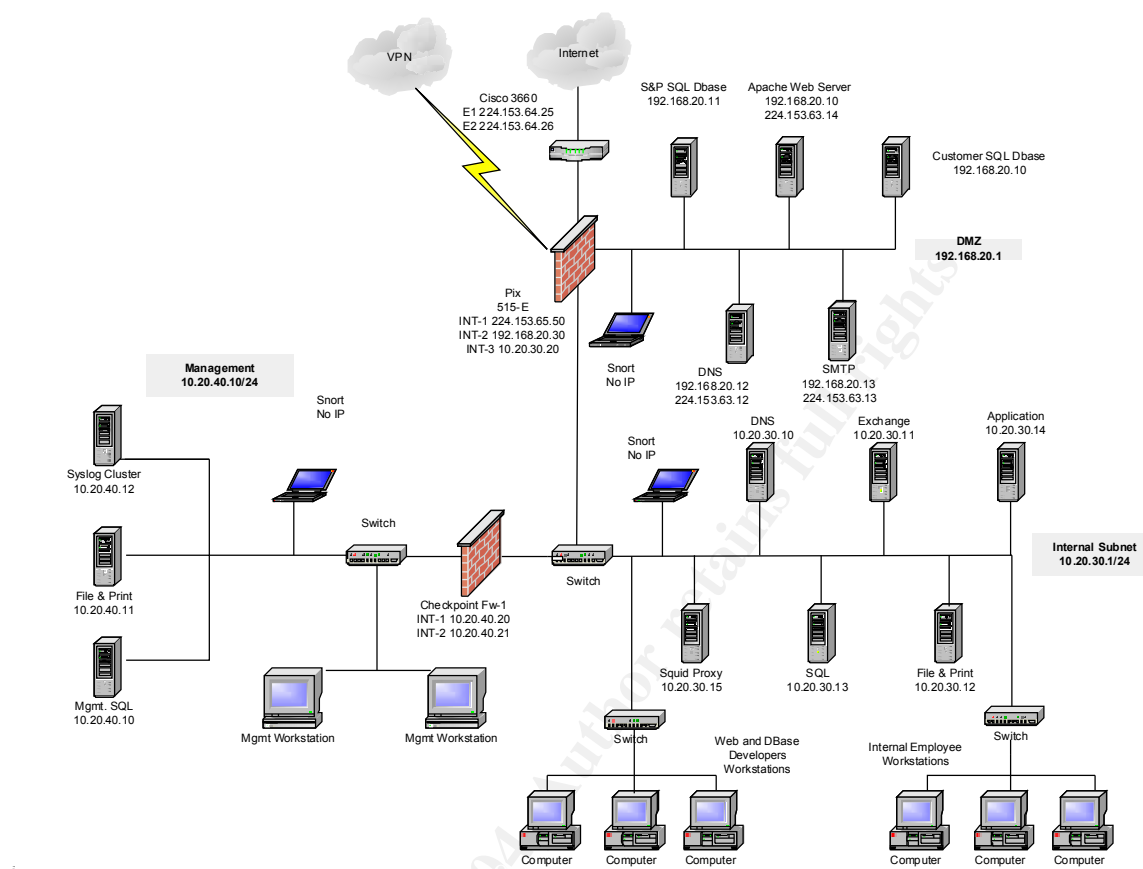 VPN
Internet
Cisco 3660
E1 224.153.64.25
E2 224.153.64.26
S&P SQL Dbase
192.168.20.11
Apache Web Server
192.168.20.10
224.153.63.14
Customer SQL Dbase
192.168.20.10
DMZ
192.168.20.1
Pix
515-E
INT-1 224.153.65.50
INT-2 192.168.20.30
INT-3 10.20.30.20
Snort
No IP
DNS
192.168.20.12
224.153.63.12
SMTP
192.168.20.13
224.153.63.13
Management
10.20.40.10/24
Snort
No IP
Syslog Cluster
10.20.40.12
File & Print
10.20.40.11
Mgmt. SQL
10.20.40.10
Switch
Mgmt Workstation
Mgmt Workstation
Checkpoint Fw-1
INT-1 10.20.40.20
INT-2 10.20.40.21
Switch
Snort
No IP
DNS
10.20.30.10
Exchange
10.20.30.11
Application
10.20.30.14
Internal Subnet
10.20.30.1/24
Squid Proxy
10.20.30.15
SQL
10.20.30.13
File & Print
10.20.30.12
Switch
Web and DBase
Developers
Workstations
Internal Employee
Workstations
Switch
Computer
Computer
Computer
Computer
Computer
Computer
04 Author retains full rights